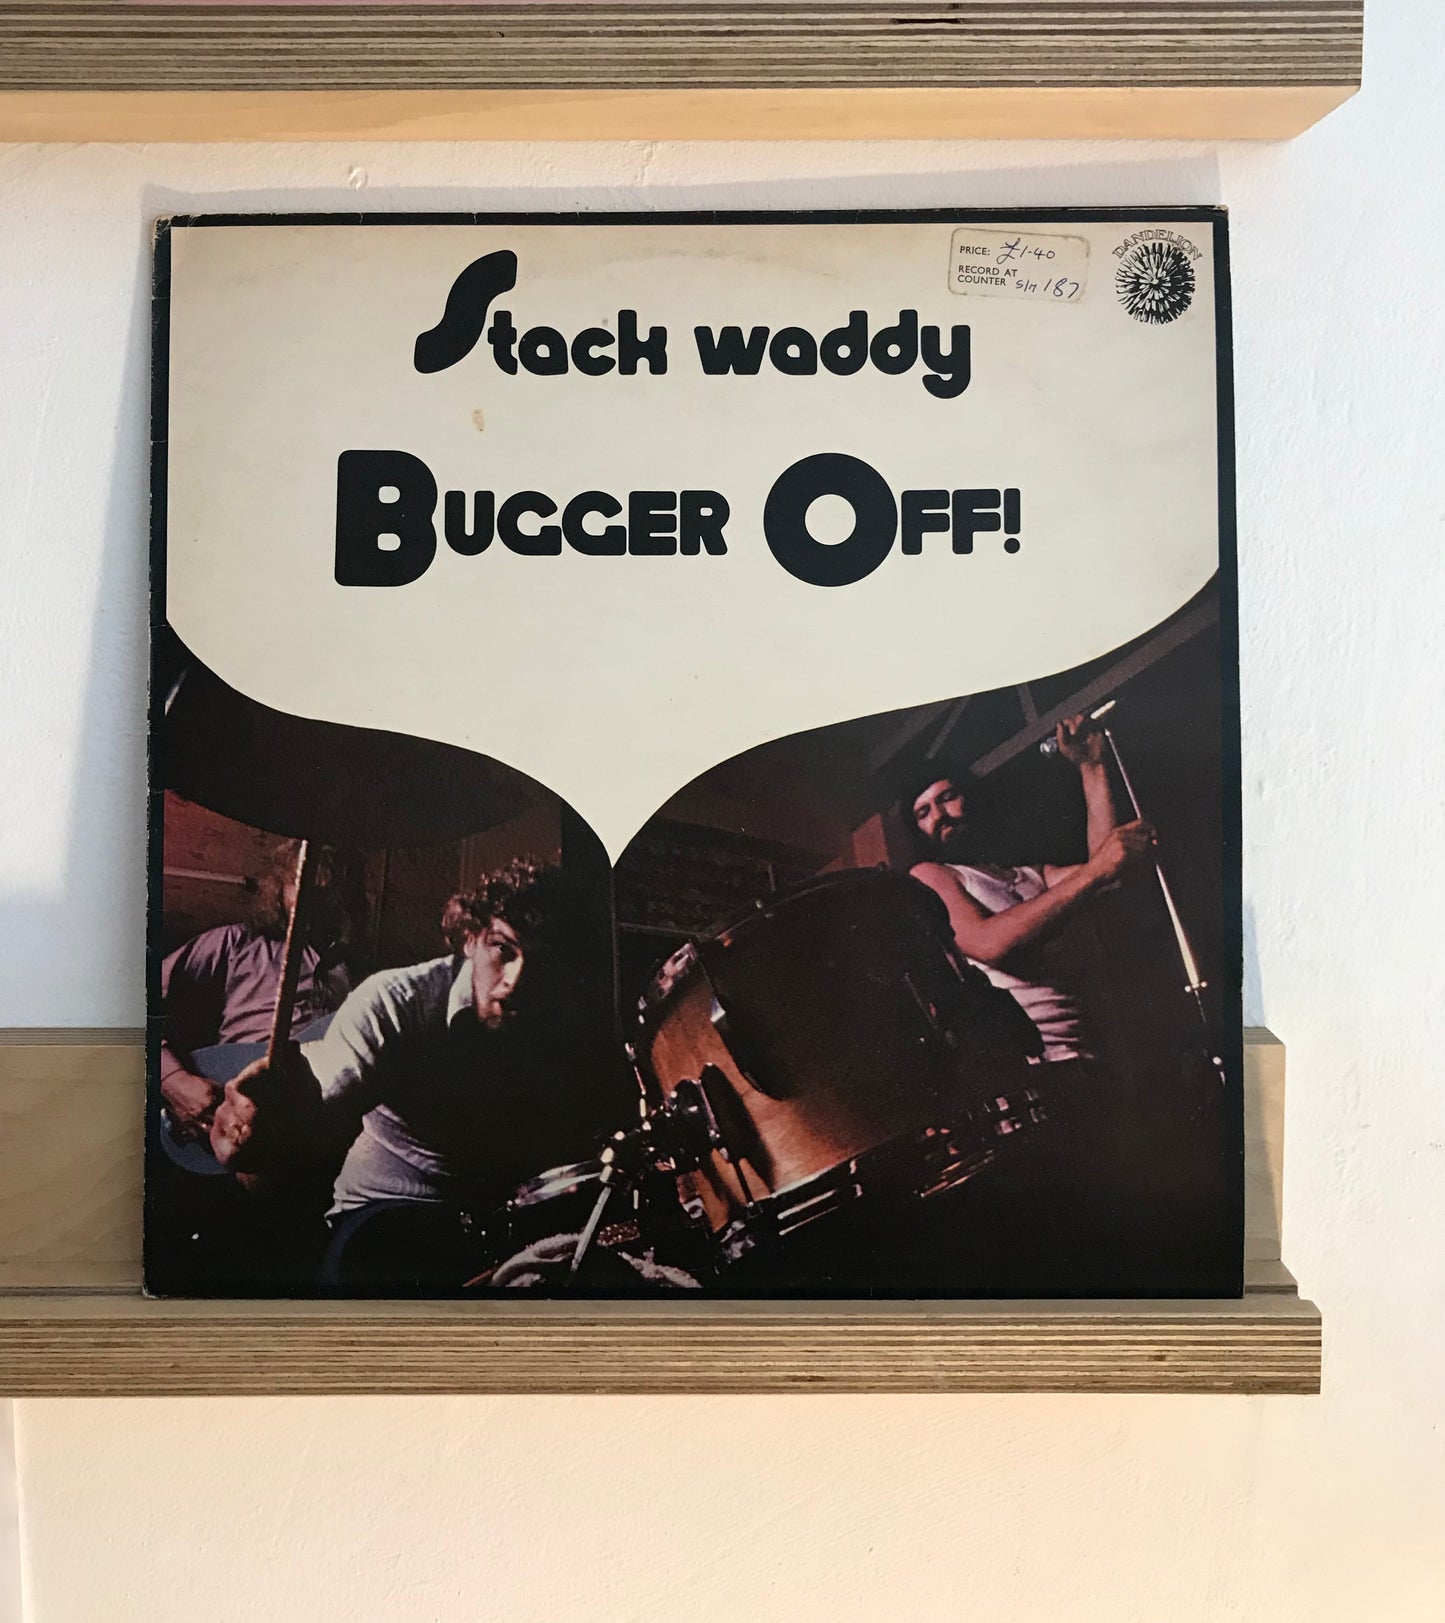 DANDELION
PRICE: £1-40
RECORD AT
COUNTER S/M 187
Stack waddy
BUGGER OFF!